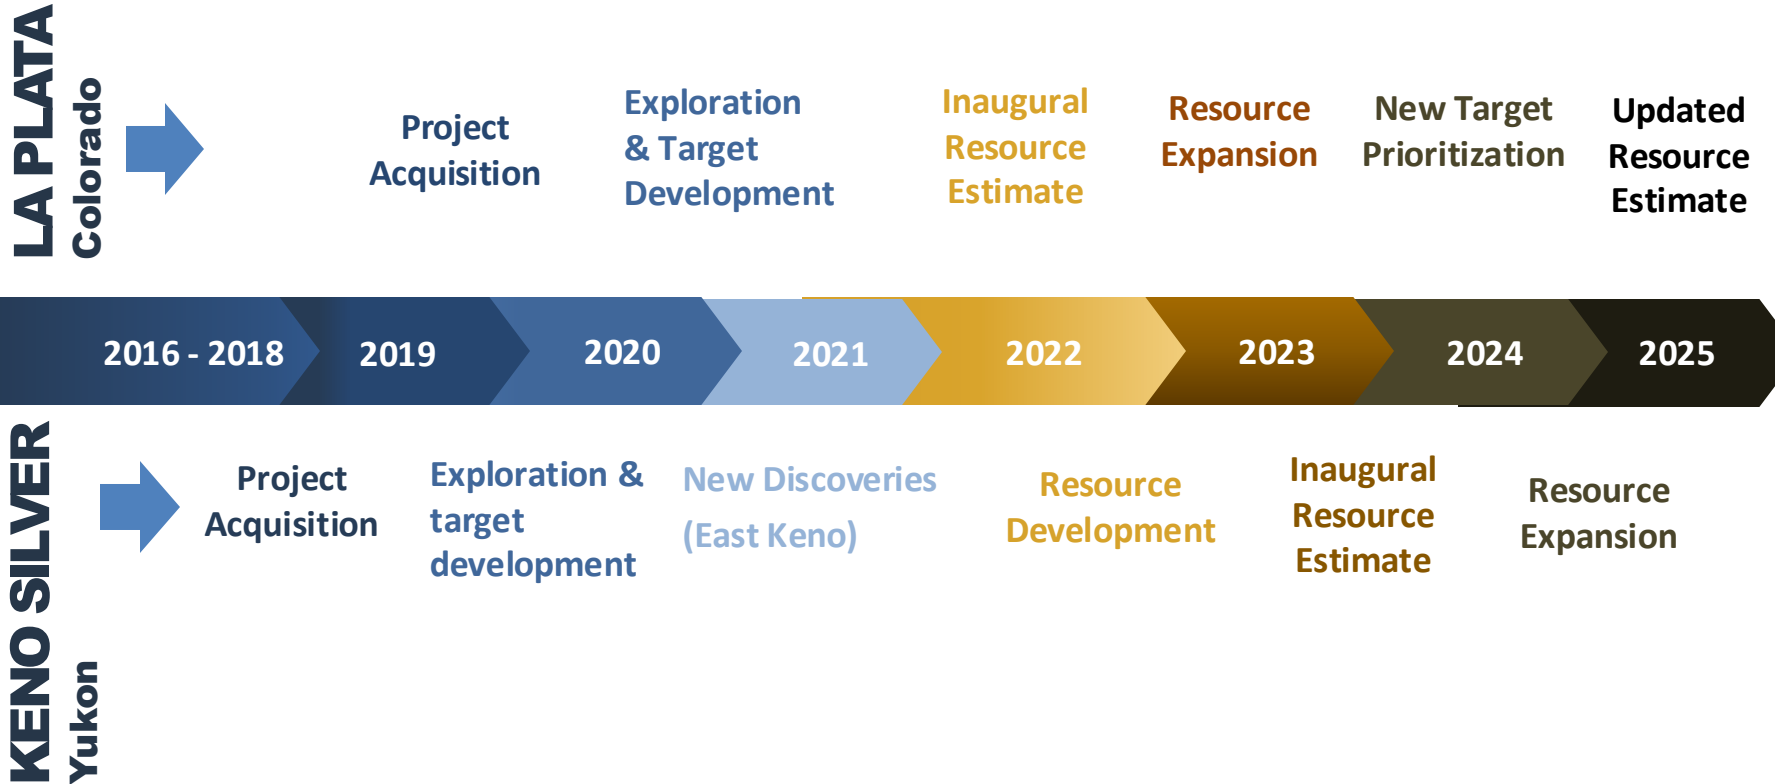 LA PLATA
Colorado
Project
Acquisition
Exploration
& Target
Development
Inaugural
Resource
Estimate
Resource
Expansion
New Target
Prioritization
Updated
Resource
Estimate
2016 - 2018
2019
2020
2021
2022
2023
2024
2025
KENO SILVER
Yukon
Project
Acquisition
Exploration &
target
development
New Discoveries
(East Keno)
Resource
Development
Inaugural
Resource
Estimate
Resource
Expansion